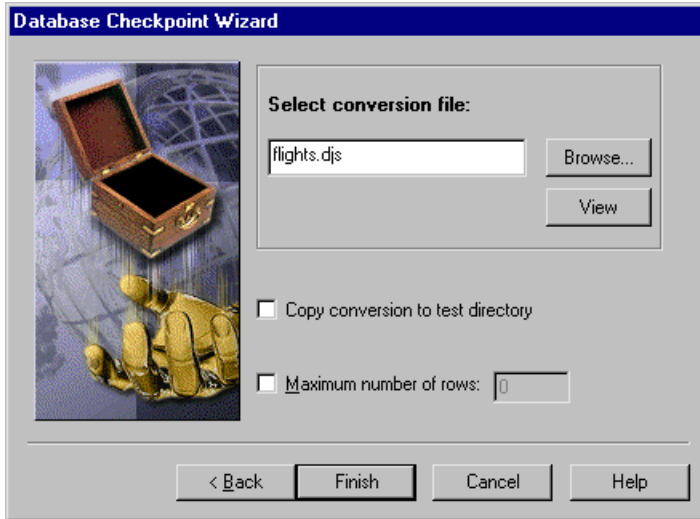 Database Checkpoint Wizard
Select conversion file:
flights.djs
Browse...
View
Copy conversion to test directory
Maximum number of rows:
0
< Back
Finish
Cancel
Help